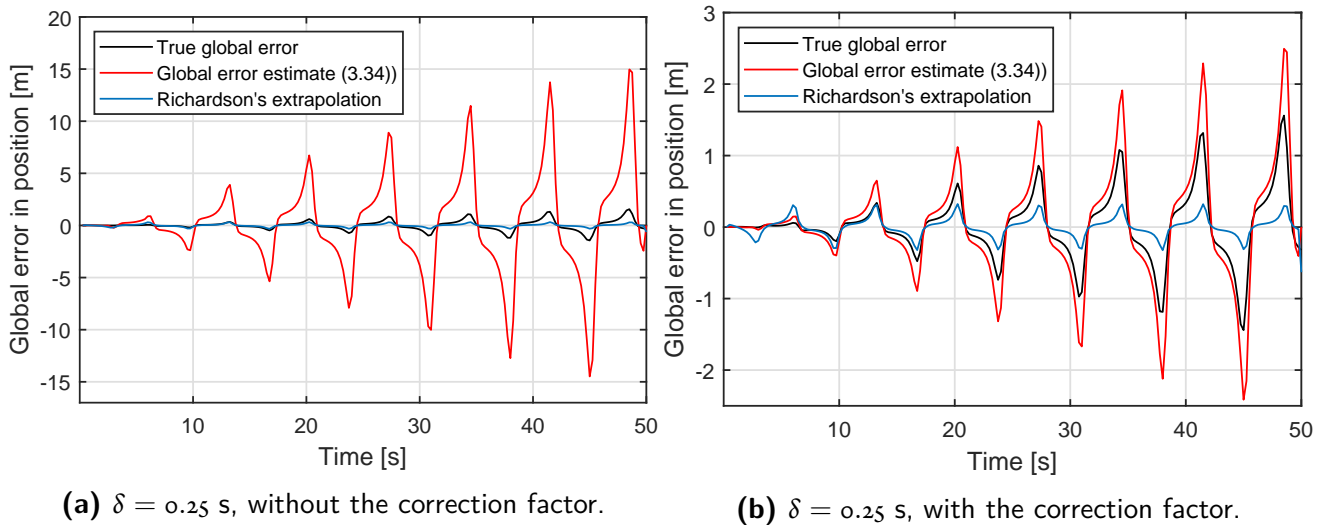 20
15
10
5
0
-5
-10
-15
10
20
30
40
50
Global error in position [m]
Time [s]
True global error
Global error estimate (3.34))
Richardson's extrapolation
(a) δ = 0.25 s, without the correction factor.
3
2
1
0
-1
-2
10
20
30
40
50
Global error in position [m]
Time [s]
True global error
Global error estimate (3.34))
Richardson's extrapolation
(b) δ = 0.25 s, with the correction factor.